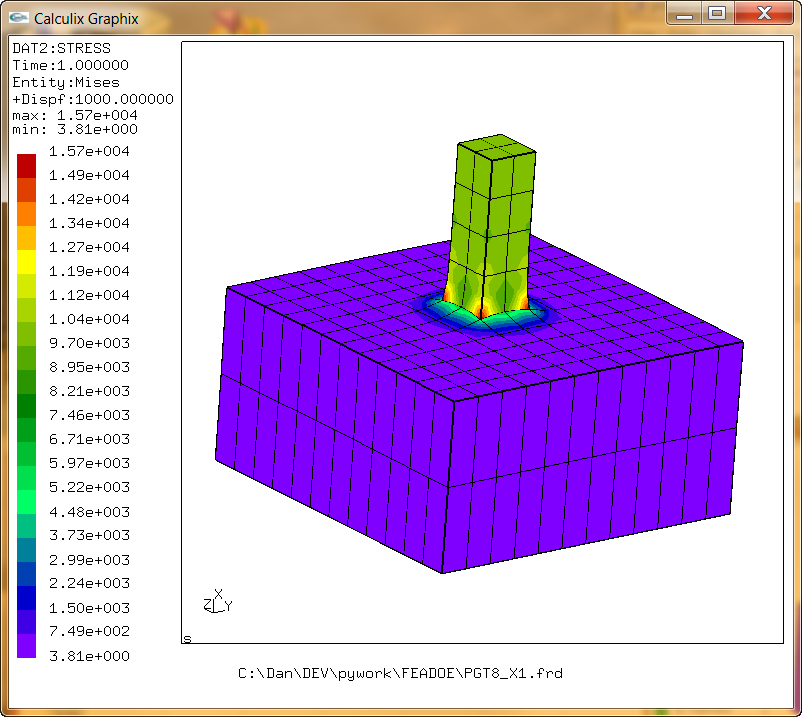 Calculix Graphix
DAT2:STRESS
Time:1.000000
Entity:Mises
+Dispf:1000.000000
max: 1.57e+004
min: 3.81e+000
1.57e+004
1.49e+004
1.42e+004
1.34e+004
1.27e+004
1.19e+004
1.12e+004
1.04e+004
9.70e+003
8.95e+003
8.21e+003
7.46e+003
6.71e+003
5.97e+003
5.22e+003
4.48e+003
3.73e+003
2.99e+003
2.24e+003
1.50e+003
7.49e+002
3.81e+000
X
Z Y
s
C:\Dan\DEV\pywork\FEADOE\PGT8_X1.frd